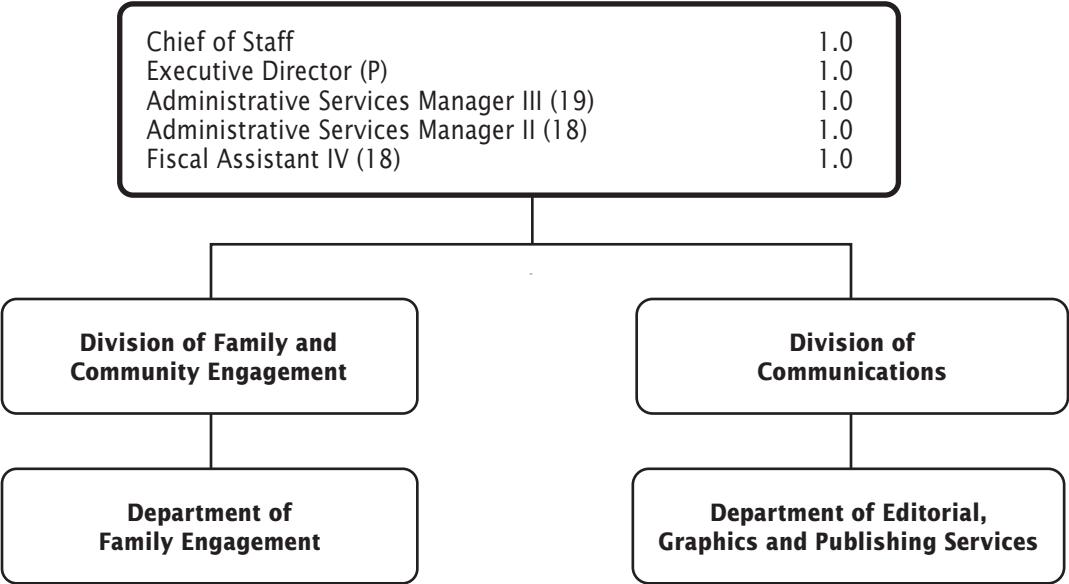 Chief of Staff 1.0
Executive Director (P) 1.0
Administrative Services Manager III (19) 1.0
Administrative Services Manager II (18) 1.0
Fiscal Assistant IV (18) 1.0
Division of Family and
Community Engagement
Division of
Communications
Department of
Family Engagement
Department of Editorial,
Graphics and Publishing Services